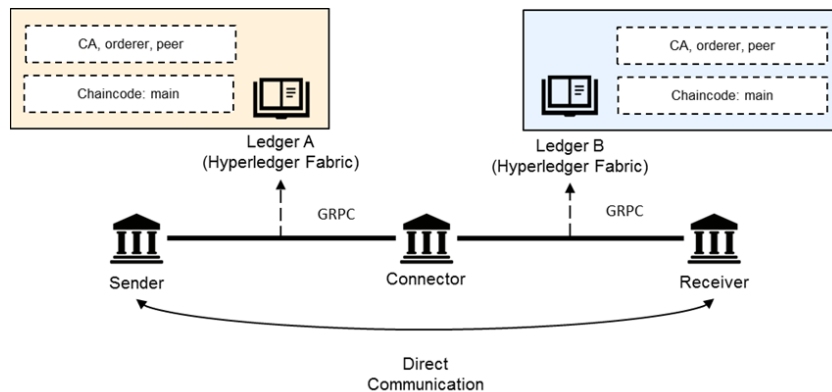 CA, orderer, peer
Chaincode: main
Ledger A
(Hyperledger Fabric)
CA, orderer, peer
Chaincode: main
Ledger B
(Hyperledger Fabric)
GRPC
GRPC
Sender
Connector
Receiver
Direct
Communication